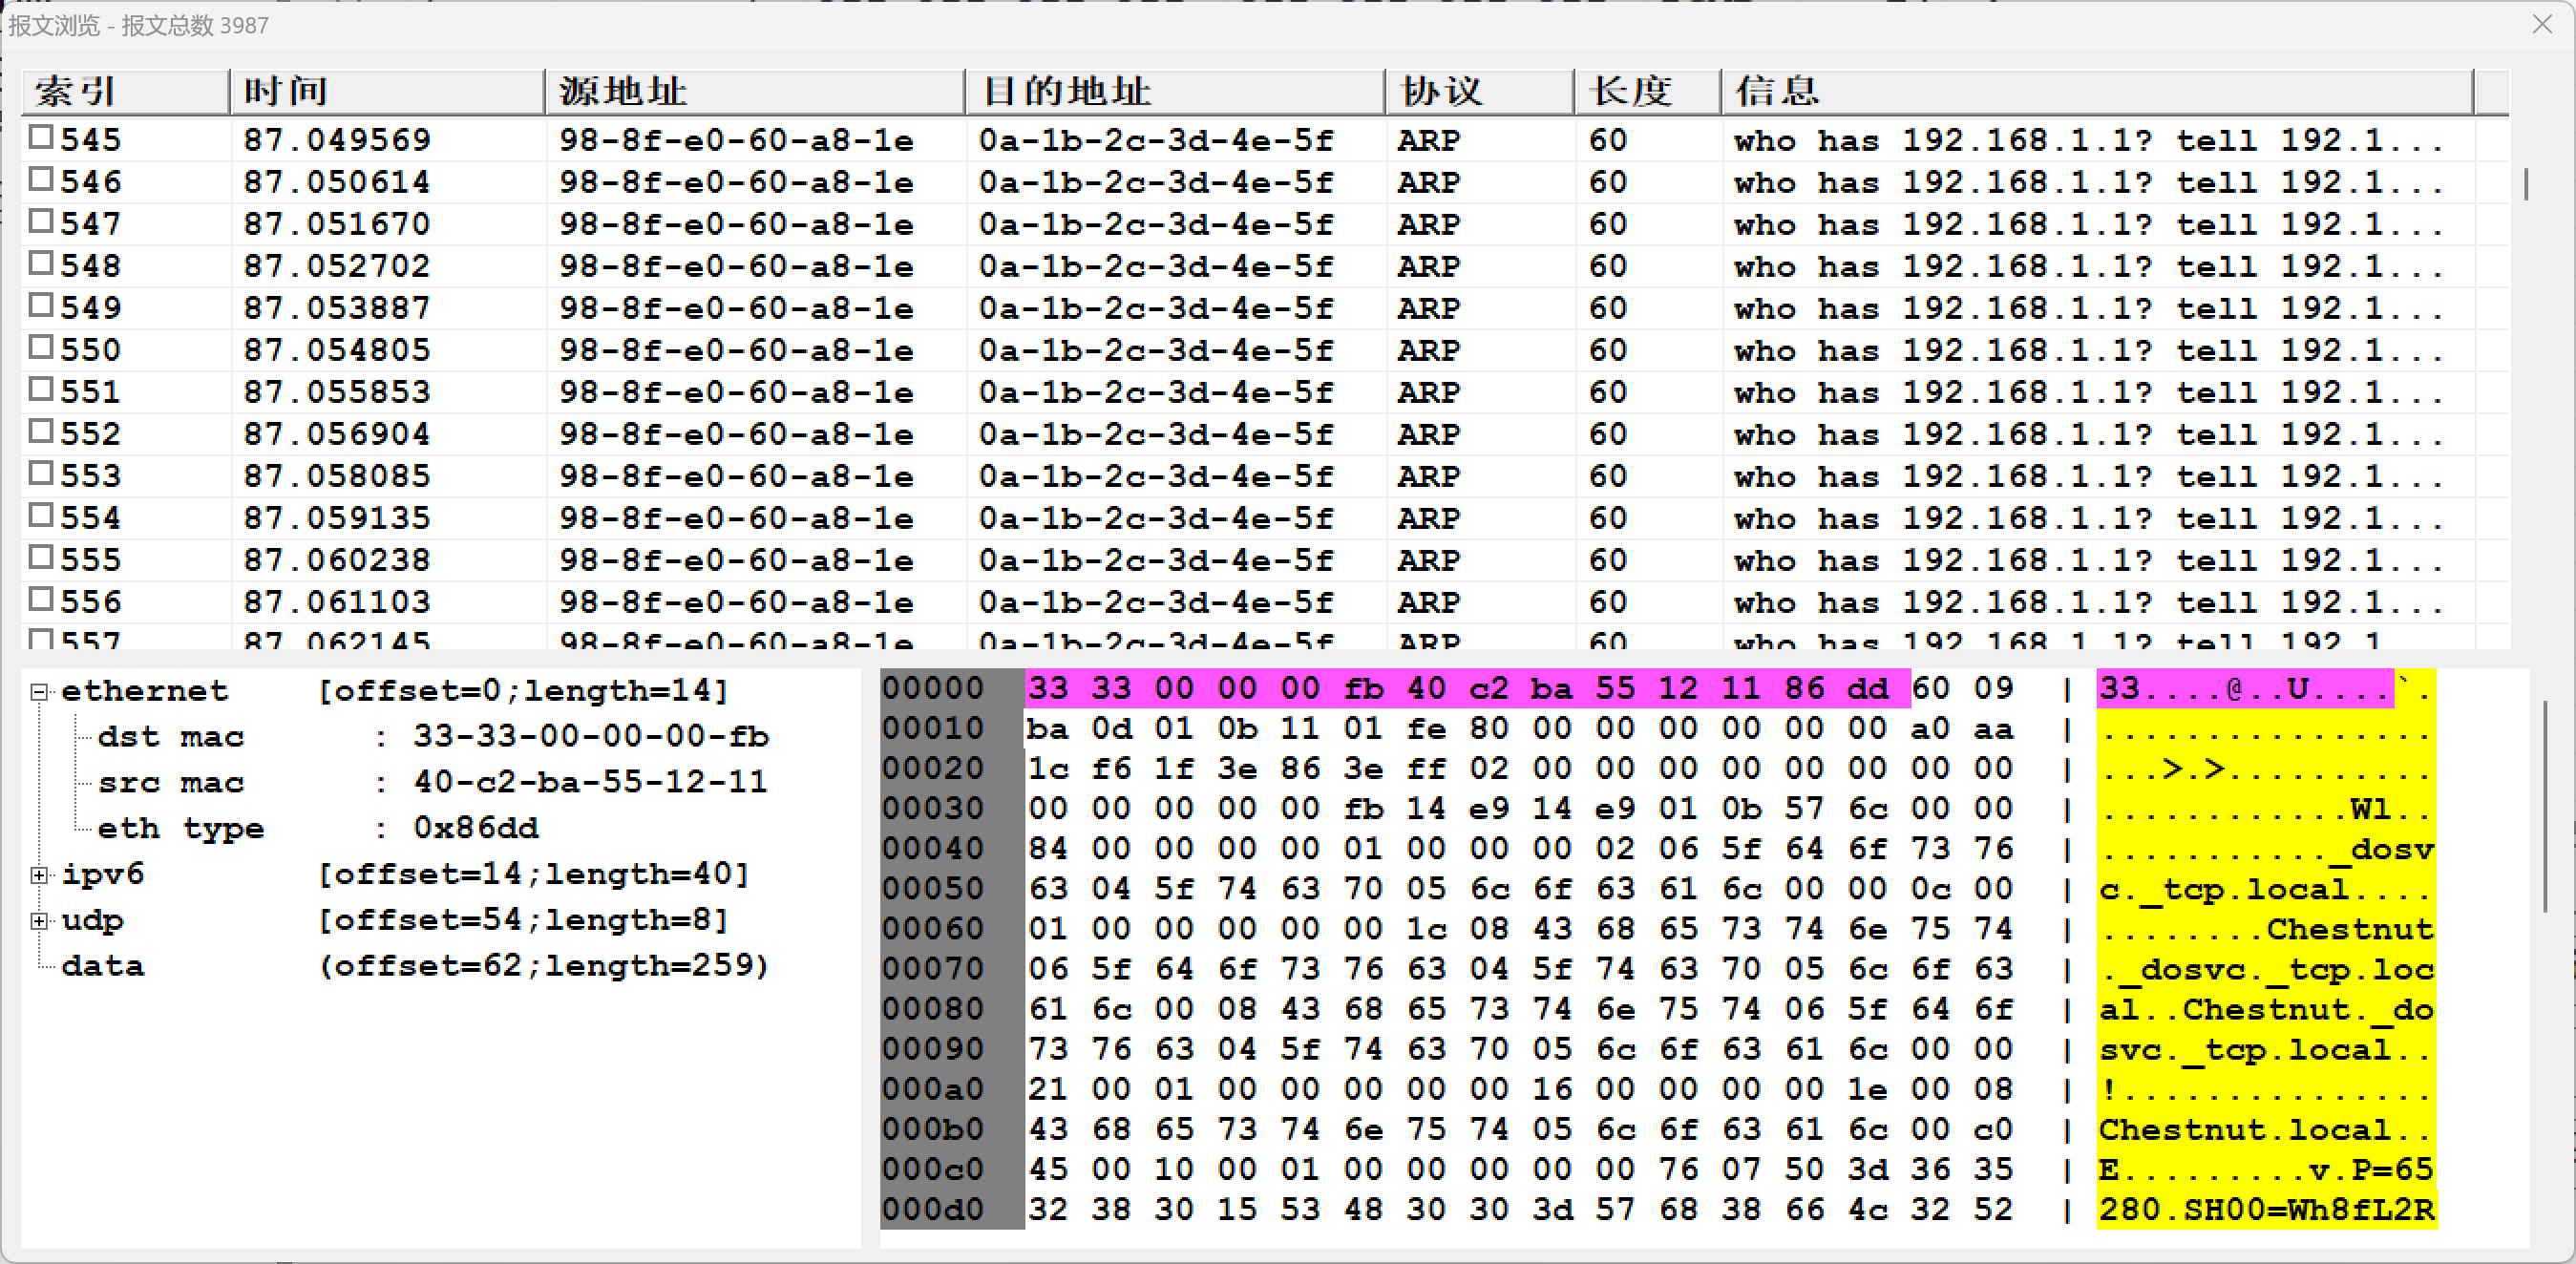 报文浏览 - 报文总数 3987
索引 时间 源地址 目的地址 协议 长度 信息
545 87.049569 98-8f-e0-60-a8-1e 0a-1b-2c-3d-4e-5f ARP 60 who has 192.168.1.1? tell 192.1...
546 87.050614 98-8f-e0-60-a8-1e 0a-1b-2c-3d-4e-5f ARP 60 who has 192.168.1.1? tell 192.1...
547 87.051670 98-8f-e0-60-a8-1e 0a-1b-2c-3d-4e-5f ARP 60 who has 192.168.1.1? tell 192.1...
548 87.052702 98-8f-e0-60-a8-1e 0a-1b-2c-3d-4e-5f ARP 60 who has 192.168.1.1? tell 192.1...
549 87.053887 98-8f-e0-60-a8-1e 0a-1b-2c-3d-4e-5f ARP 60 who has 192.168.1.1? tell 192.1...
550 87.054805 98-8f-e0-60-a8-1e 0a-1b-2c-3d-4e-5f ARP 60 who has 192.168.1.1? tell 192.1...
551 87.055853 98-8f-e0-60-a8-1e 0a-1b-2c-3d-4e-5f ARP 60 who has 192.168.1.1? tell 192.1...
552 87.056904 98-8f-e0-60-a8-1e 0a-1b-2c-3d-4e-5f ARP 60 who has 192.168.1.1? tell 192.1...
553 87.058085 98-8f-e0-60-a8-1e 0a-1b-2c-3d-4e-5f ARP 60 who has 192.168.1.1? tell 192.1...
554 87.059135 98-8f-e0-60-a8-1e 0a-1b-2c-3d-4e-5f ARP 60 who has 192.168.1.1? tell 192.1...
555 87.060238 98-8f-e0-60-a8-1e 0a-1b-2c-3d-4e-5f ARP 60 who has 192.168.1.1? tell 192.1...
556 87.061103 98-8f-e0-60-a8-1e 0a-1b-2c-3d-4e-5f ARP 60 who has 192.168.1.1? tell 192.1...
557 87.062145 98-8f-e0-60-a8-1e 0a-1b-2c-3d-4e-5f ARP 60 who has 192.168.1.1? tell 192.1
ethernet [offset=0;length=14]
dst mac : 33-33-00-00-00-fb
src mac : 40-c2-ba-55-12-11
eth type : 0x86dd
ipv6 [offset=14;length=40]
udp [offset=54;length=8]
data (offset=62;length=259)
00000 33 33 00 00 00 fb 40 c2 ba 55 12 11 86 dd 60 09 | 33....@..U....`.
00010 ba 0d 01 0b 11 01 fe 80 00 00 00 00 00 00 a0 aa | ................
00020 1c f6 1f 3e 86 3e ff 02 00 00 00 00 00 00 00 00 | ...>.>..........
00030 00 00 00 00 00 fb 14 e9 14 e9 01 0b 57 6c 00 00 | ............Wl..
00040 84 00 00 00 00 01 00 00 00 02 06 5f 64 6f 73 76 | ..........._dosv
00050 63 04 5f 74 63 70 05 6c 6f 63 61 6c 00 00 0c 00 | c._tcp.local....
00060 01 00 00 00 00 00 1c 08 43 68 65 73 74 6e 75 74 | ........Chestnut
00070 06 5f 64 6f 73 76 63 04 5f 74 63 70 05 6c 6f 63 | ._dosvc._tcp.loc
00080 61 6c 00 08 43 68 65 73 74 6e 75 74 06 5f 64 6f | al..Chestnut._do
00090 73 76 63 04 5f 74 63 70 05 6c 6f 63 61 6c 00 00 | svc._tcp.local..
000a0 21 00 01 00 00 00 00 00 16 00 00 00 00 1e 00 08 | !...............
000b0 43 68 65 73 74 6e 75 74 05 6c 6f 63 61 6c 00 c0 | Chestnut.local..
000c0 45 00 10 00 01 00 00 00 00 00 76 07 50 3d 36 35 | E.........v.P=65
000d0 32 38 30 15 53 48 30 30 3d 57 68 38 66 4c 32 52 | 280.SH00=Wh8fL2R